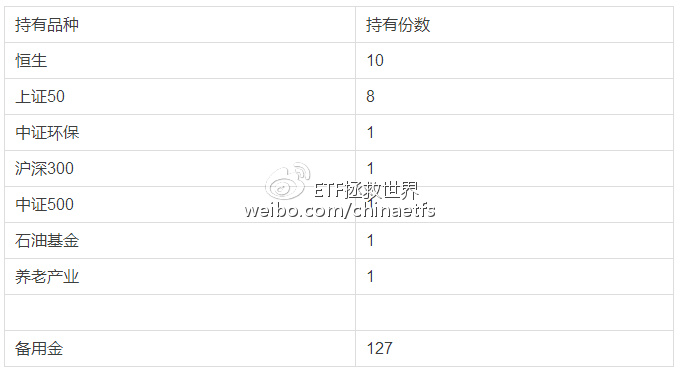 持有品种 持有份数
恒生 10
上证50 8
中证环保 1
沪深300 1
ETF拯救世界
中证500 1
weibo.com/chinaetfs
石油基金 1
养老产业 1
备用金 127